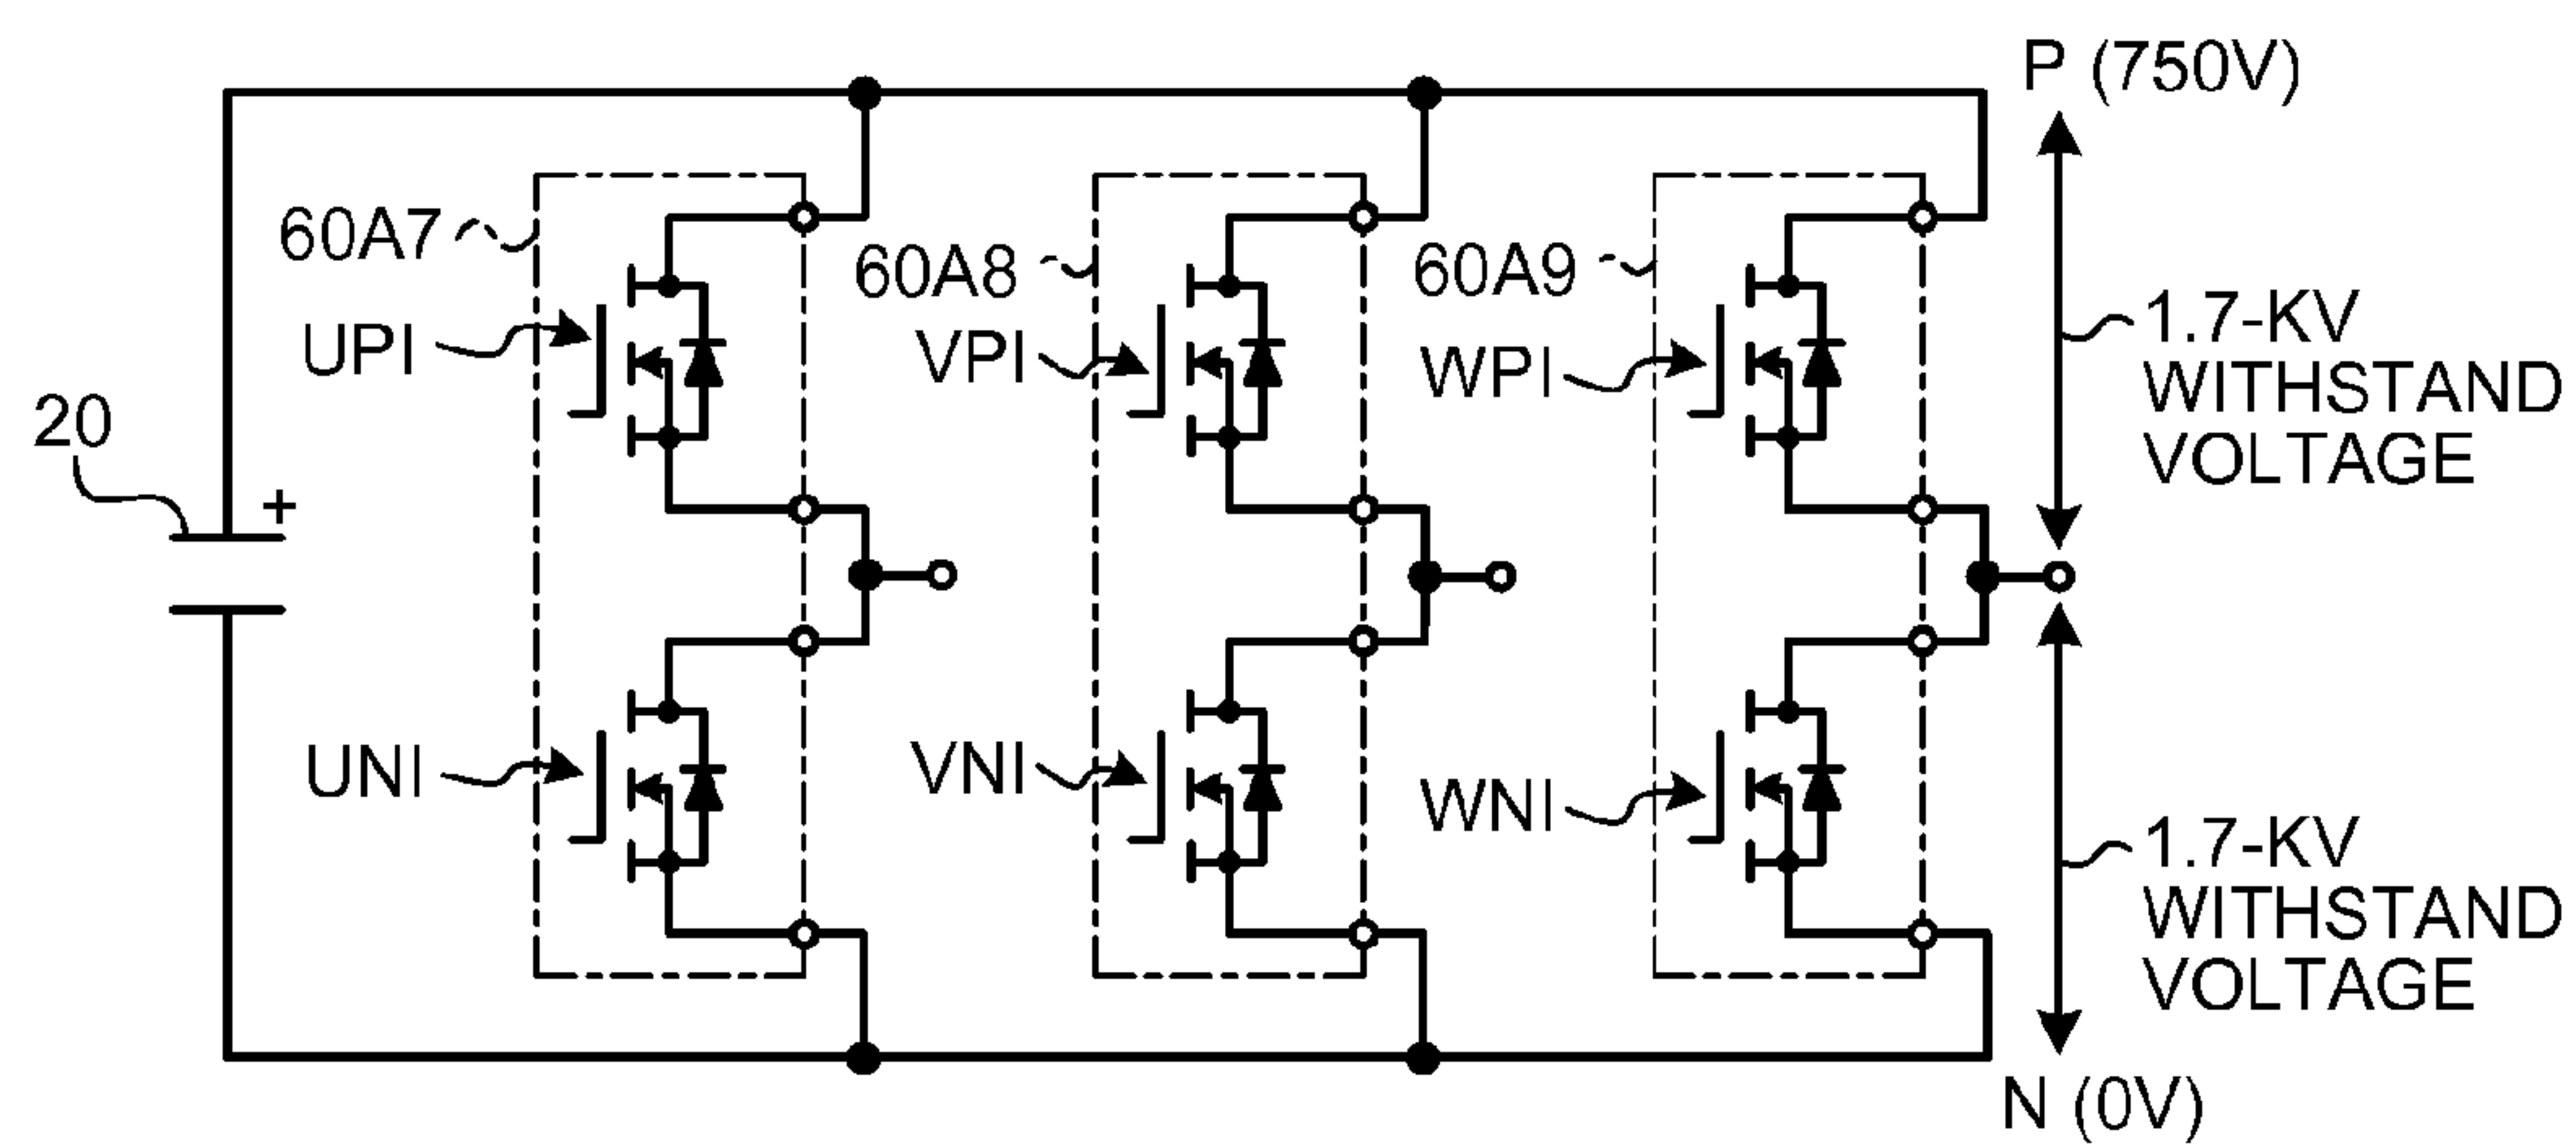 P (750V)
60A7
60A8
60A9
UPI
VPI
WPI
1.7-KV
WITHSTAND
VOLTAGE
20
+
UNI
VNI
WNI
1.7-KV
WITHSTAND
VOLTAGE
N (0V)